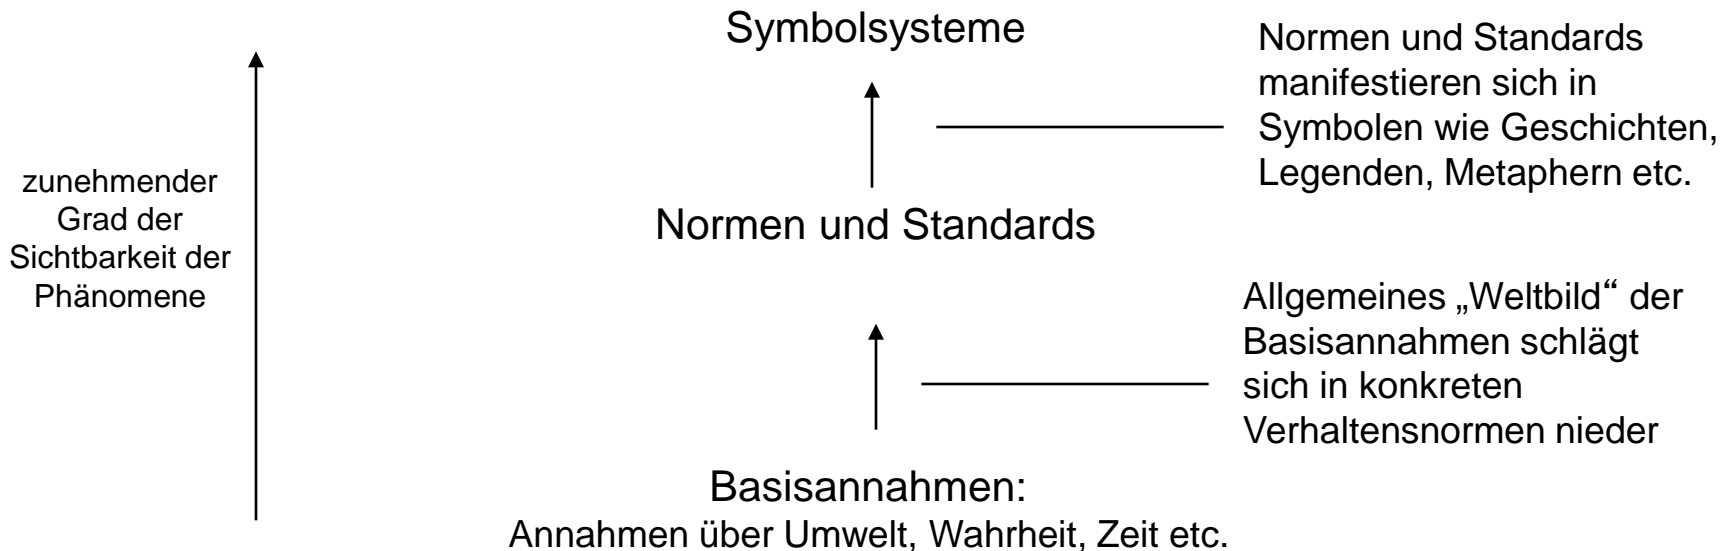 Symbolsysteme
Normen und Standards
manifestieren sich in
Symbolen wie Geschichten,
Legenden, Metaphern etc.
zunehmender
Grad der
Sichtbarkeit der
Phänomene
Normen und Standards
Allgemeines „Weltbild“ der
Basisannahmen schlägt
sich in konkreten
Verhaltensnormen nieder
Basisannahmen:
Annahmen über Umwelt, Wahrheit, Zeit etc.